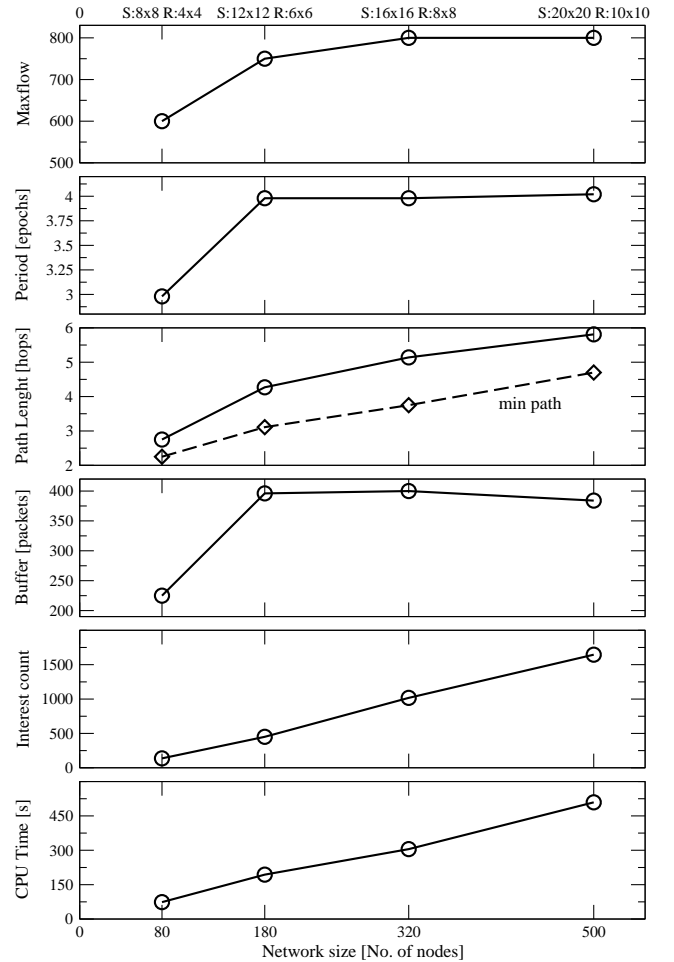 0 S:8x8 R:4x4 S:12x12 R:6x6 S:16x16 R:8x8 S:20x20 R:10x10
Maxflow
800
700
600
500
Period [epochs]
4
3.75
3.5
3.25
3
Path Lenght [hops]
6
5
4
3
2
min path
Buffer [packets]
400
350
300
250
200
Interest count
1500
1000
500
0
CPU Time [s]
450
300
150
0
0 80 180 320 500
Network size [No. of nodes]